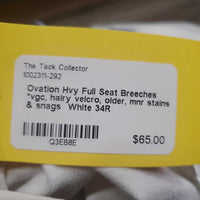 The Tack Collector
1002311-292
Ovation Hvy Full Seat Breeches
*vgc, hairy velcro, older, mnr stains
& snags White 34R
Q3EB8E
$65.00